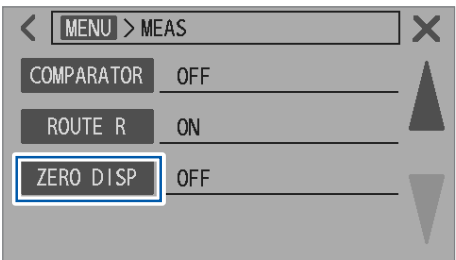 < MENU > MEAS
COMPARATOR OFF
ROUTE R ON
ZERO DISP OFF